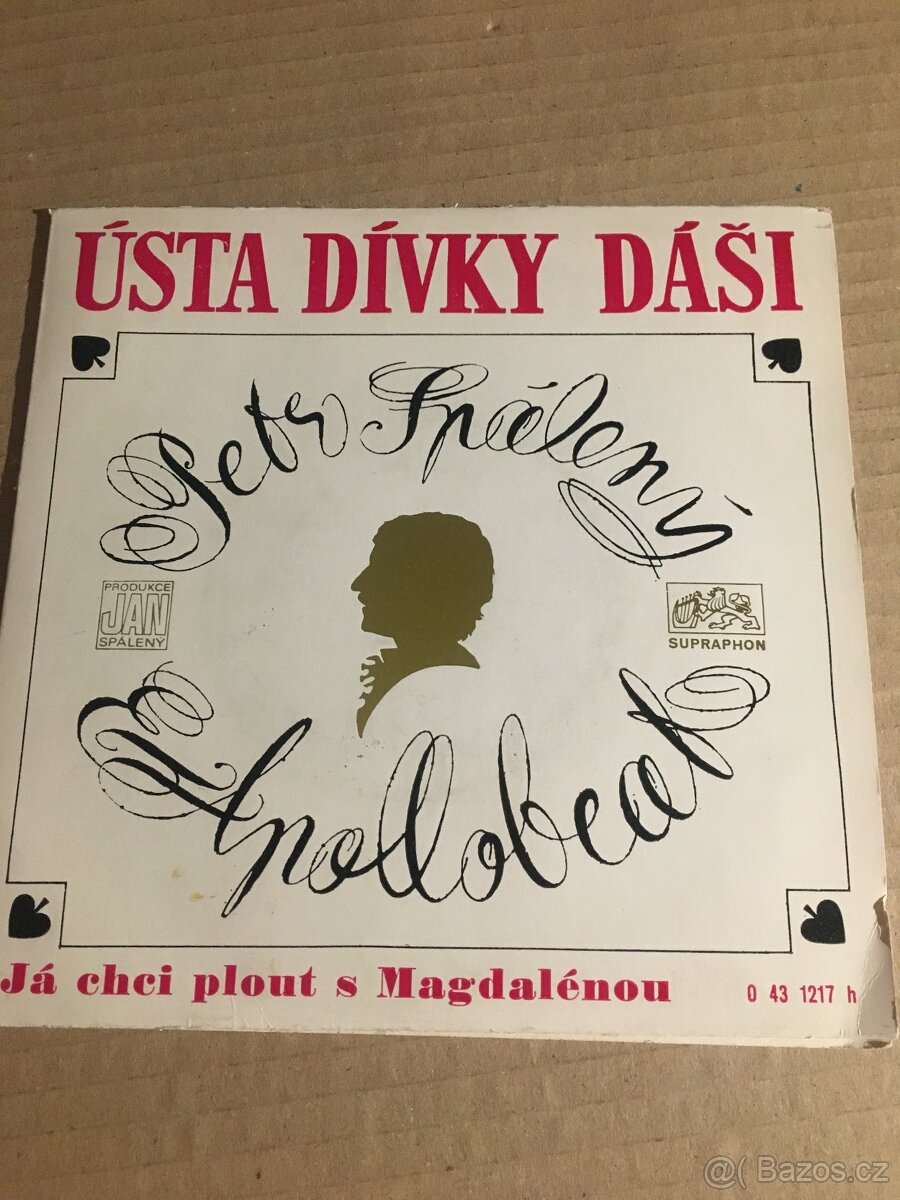 ÚSTA DÍVKY DÁŠI
Petr Spálený
PRODUKCE
JAN
SPÁLENÝ
SUPRAPHON
Apollobeat
Já chci plout s Magdalénou
0 43 1217 h
@( Bazos.cz